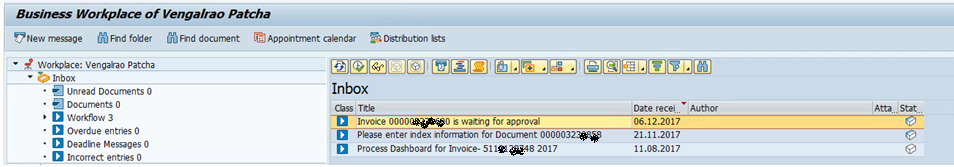 Business Workplace of Vengalrao Patcha
New message Find folder Find document Appointment calendar Distribution lists
Workplace: Vengalrao Patcha
Inbox
Unread Documents 0
Documents 0
Workflow 3
Overdue entries 0
Deadline Messages 0
Incorrect entries 0
Inbox
Class Title Date recei... Author Atta... Stat...
Invoice is waiting for approval 06.12.2017
Please enter index information for Document 21.11.2017
Process Dashboard for Invoice- 2017 11.08.2017